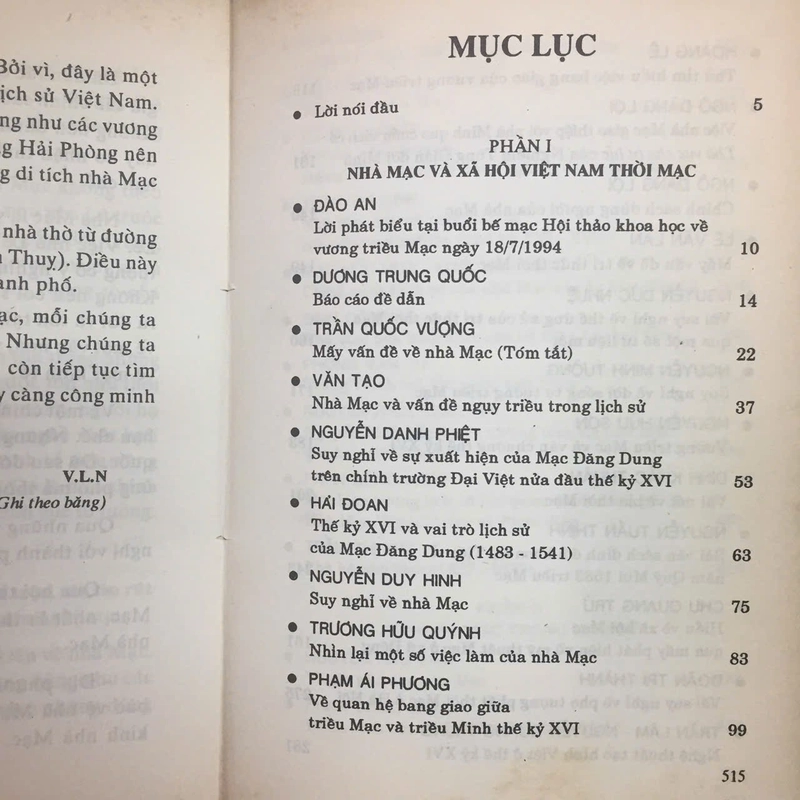 Bởi vì, đây là một
ịch sử Việt Nam.
ng như các vương
g Hải Phòng nên
g di tích nhà Mạc
nhà thờ từ đường
Thuỵ). Điều này
anh phố.
ạc, mỗi chúng ta
Nhưng chúng ta
còn tiếp tục tìm
y càng công minh
V.L.N
Ghi theo băng)
MỤC LỤC
• Lời nói đầu 5
PHẦN I
NHÀ MẠC VÀ XÃ HỘI VIỆT NAM THỜI MẠC
• ĐÀO AN
Lời phát biểu tại buổi bế mạc Hội thảo khoa học về
vương triều Mạc ngày 18/7/1994 10
• DƯƠNG TRUNG QUỐC
Báo cáo đề dẫn 14
• TRẦN QUỐC VƯỢNG
Mấy vấn đề về nhà Mạc (Tóm tắt) 22
• VĂN TẠO
Nhà Mạc và vấn đề ngụy triều trong lịch sử 37
• NGUYỄN DANH PHIỆT
Suy nghĩ về sự xuất hiện của Mạc Đăng Dung
trên chính trường Đại Việt nửa đầu thế kỷ XVI 53
• HẢI ĐOAN
Thế kỷ XVI và vai trò lịch sử
của Mạc Đăng Dung (1483 - 1541) 63
• NGUYỄN DUY HINH
Suy nghĩ về nhà Mạc 75
• TRƯƠNG HỮU QUÝNH
Nhìn lại một số việc làm của nhà Mạc 83
• PHẠM ÁI PHƯƠNG
Về quan hệ bang giao giữa
triều Mạc và triều Minh thế kỷ XVI 99
515